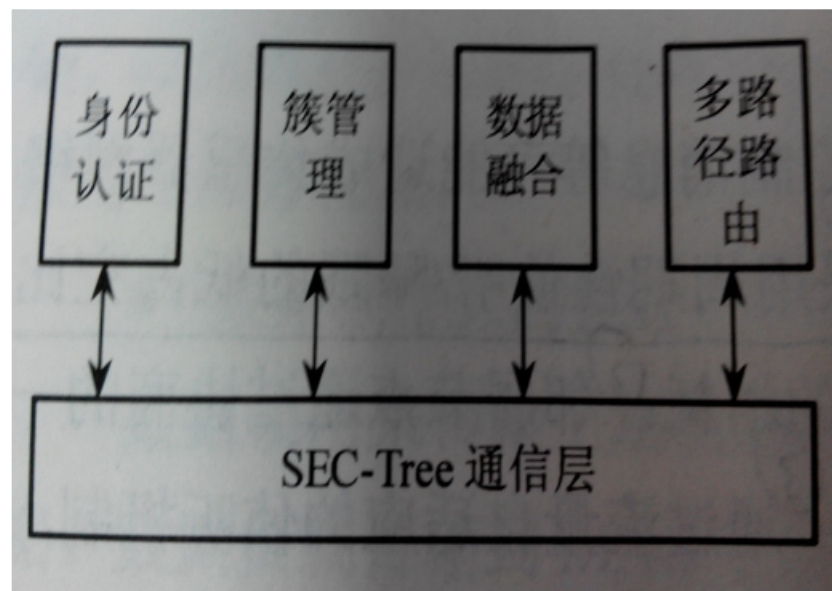 身份
认证
簇管
理
数据
融合
多路
径路
由
SEC-Tree 通信层